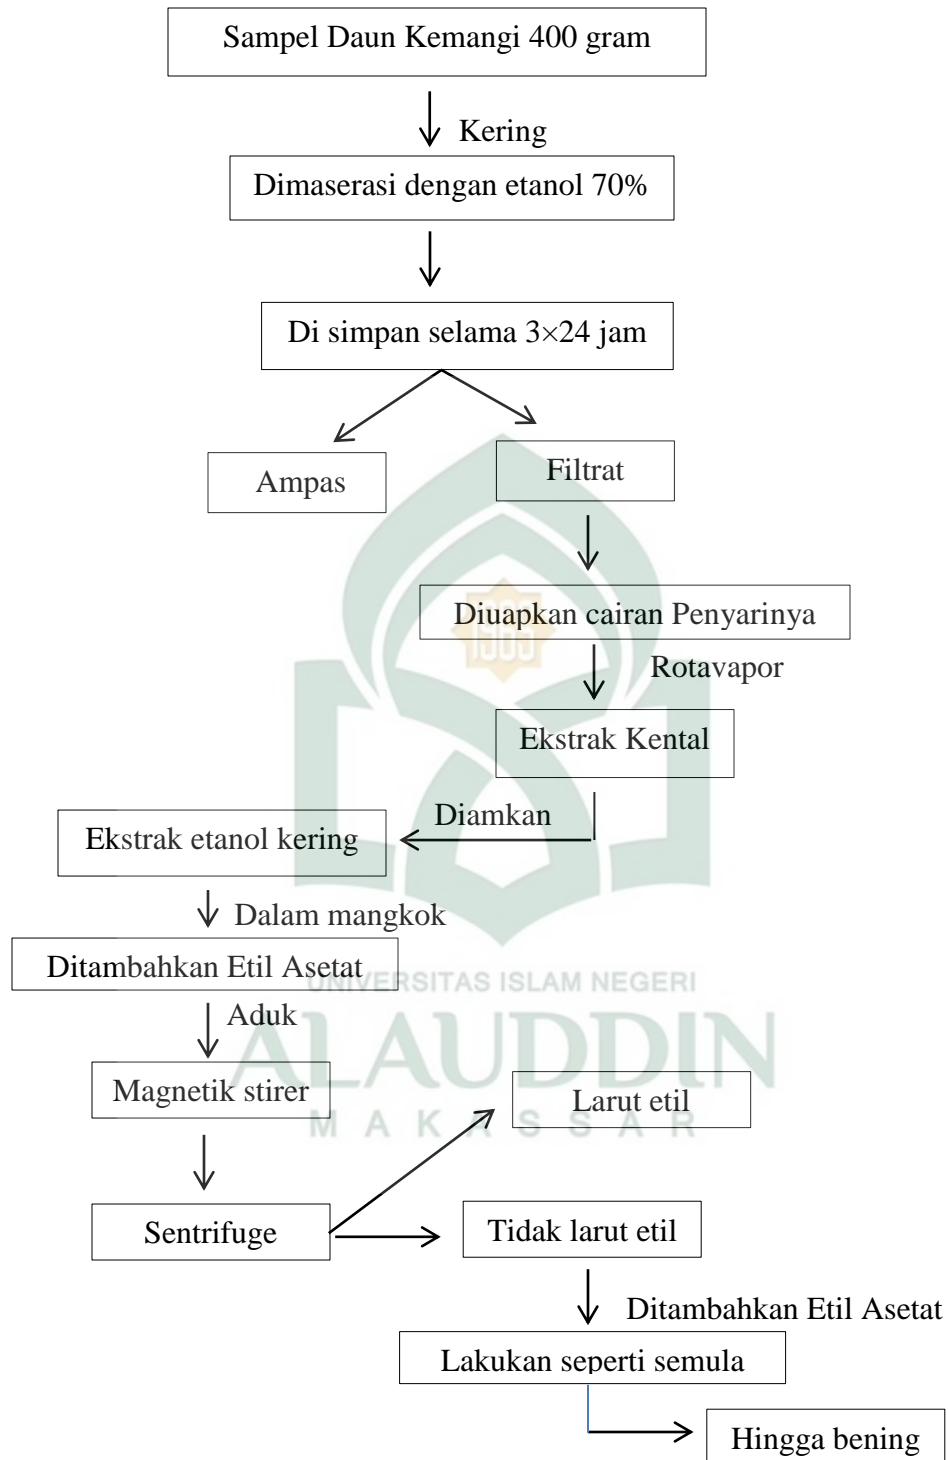 Sampel Daun Kemangi 400 gram
Kering
Dimaserasi dengan etanol 70%
Di simpan selama 3×24 jam
Ampas
Filtrat
Diuapkan cairan Penyarinya
1965
Rotavapor
Ekstrak Kental
Diamkan
Ekstrak etanol kering
Dalam mangkok
Ditambahkan Etil Asetat
UNIVERSITAS ISLAM NEGERI
Aduk
ALAUDDIN
Magnetik stirer
Larut etil
MAKASSAR
Sentrifuge
Tidak larut etil
Ditambahkan Etil Asetat
Lakukan seperti semula
Hingga bening